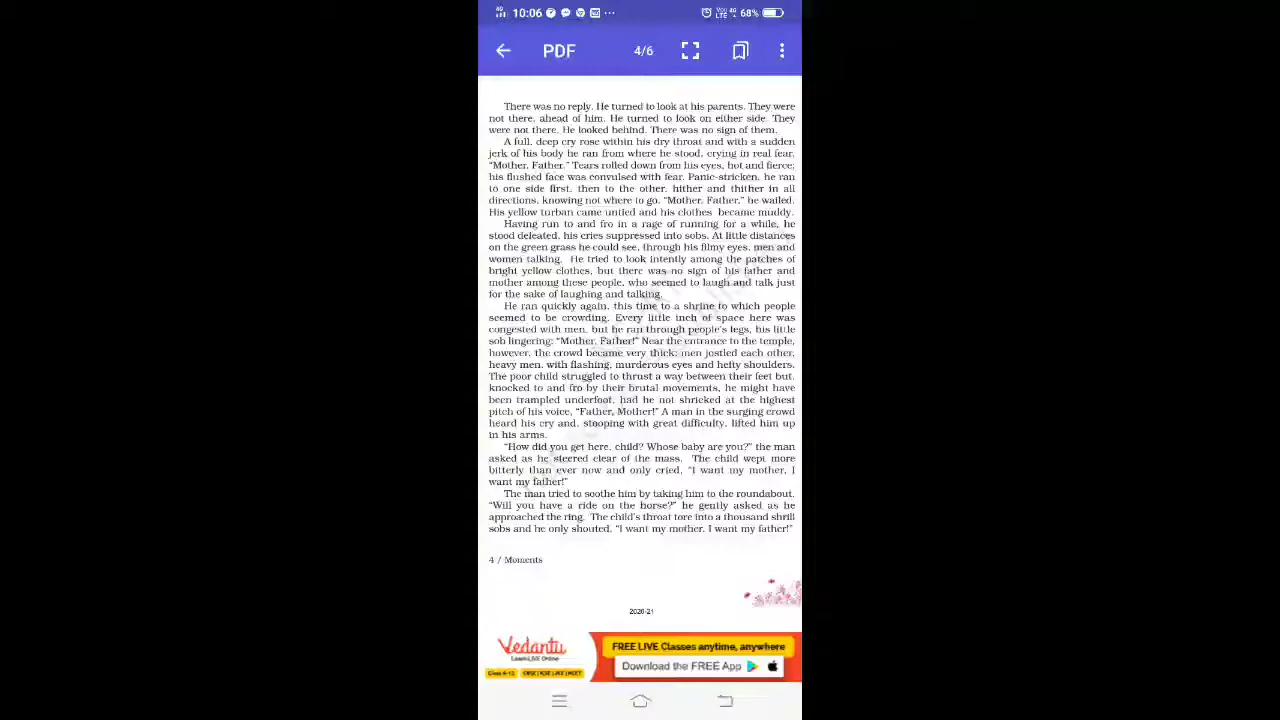 4G 10:06 ... Vo) 4G LTE 68%
PDF 4/6
There was no reply. He turned to look at his parents. They were
not there, ahead of him. He turned to look on either side. They
were not there. He looked behind. There was no sign of them.
A full, deep cry rose within his dry throat and with a sudden
jerk of his body he ran from where he stood, crying in real fear,
“Mother, Father.” Tears rolled down from his eyes, hot and fierce;
his flushed face was convulsed with fear. Panic-stricken, he ran
to one side first, then to the other, hither and thither in all
directions, knowing not where to go. “Mother, Father,” he wailed.
His yellow turban came untied and his clothes became muddy.
Having run to and fro in a rage of running for a while, he
stood defeated, his cries suppressed into sobs. At little distances
on the green grass he could see, through his filmy eyes, men and
women talking. He tried to look intently among the patches of
bright yellow clothes, but there was no sign of his father and
mother among these people, who seemed to laugh and talk just
for the sake of laughing and talking.
He ran quickly again, this time to a shrine to which people
seemed to be crowding. Every little inch of space here was
congested with men, but he ran through people’s legs, his little
sob lingering: “Mother, Father!” Near the entrance to the temple,
however, the crowd became very thick: men jostled each other,
heavy men, with flashing, murderous eyes and hefty shoulders.
The poor child struggled to thrust a way between their feet but,
knocked to and fro by their brutal movements, he might have
been trampled underfoot, had he not shrieked at the highest
pitch of his voice, “Father, Mother!” A man in the surging crowd
heard his cry and, stooping with great difficulty, lifted him up
in his arms.
“How did you get here, child? Whose baby are you?” the man
asked as he steered clear of the mass. The child wept more
bitterly than ever now and only cried, “I want my mother, I
want my father!”
The man tried to soothe him by taking him to the roundabout.
“Will you have a ride on the horse?” he gently asked as he
approached the ring. The child’s throat tore into a thousand shrill
sobs and he only shouted, “I want my mother, I want my father!”
4 / Moments
2020-21
Vedantu
Learn LIVE Online
FREE LIVE Classes anytime, anywhere
Download the FREE App